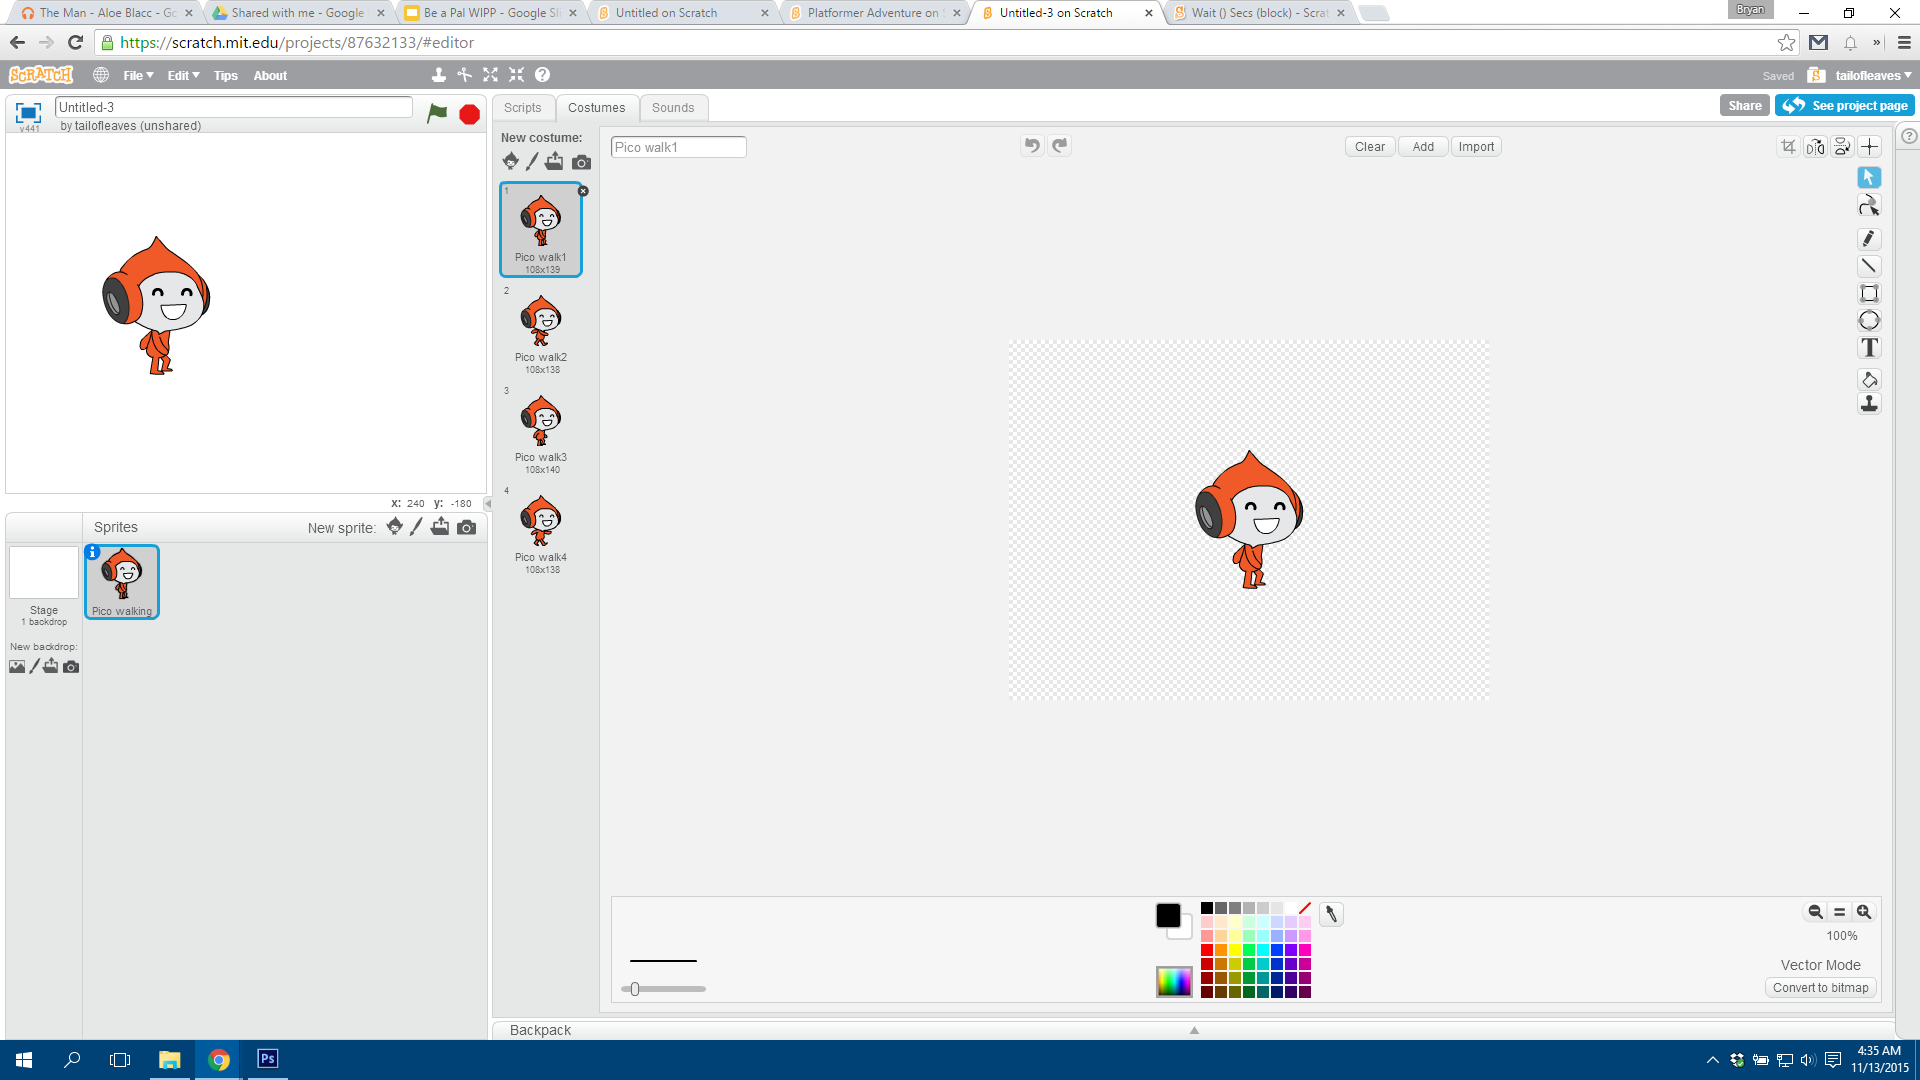 The Man - Aloe Blacc - Go
Shared with me - Google
Be a Pal WIPP - Google Sl
Untitled on Scratch
Platformer Adventure on
Untitled-3 on Scratch
Wait () Secs (block) - Scrat
Bryan
https://scratch.mit.edu/projects/87632133/#editor
SCRATCH
File
Edit
Tips
About
Saved
tailofleaves
Untitled-3
by tailofleaves (unshared)
v441
Scripts
Costumes
Sounds
Share
See project page
New costume:
Pico walk1
Clear
Add
Import
1
Pico walk1
108x139
2
Pico walk2
108x138
3
Pico walk3
108x140
4
Pico walk4
108x138
x: 240 y: -180
Sprites
New sprite:
Pico walking
Stage
1 backdrop
New backdrop:
T
100%
Vector Mode
Convert to bitmap
Backpack
Ps
4:35 AM
11/13/2015